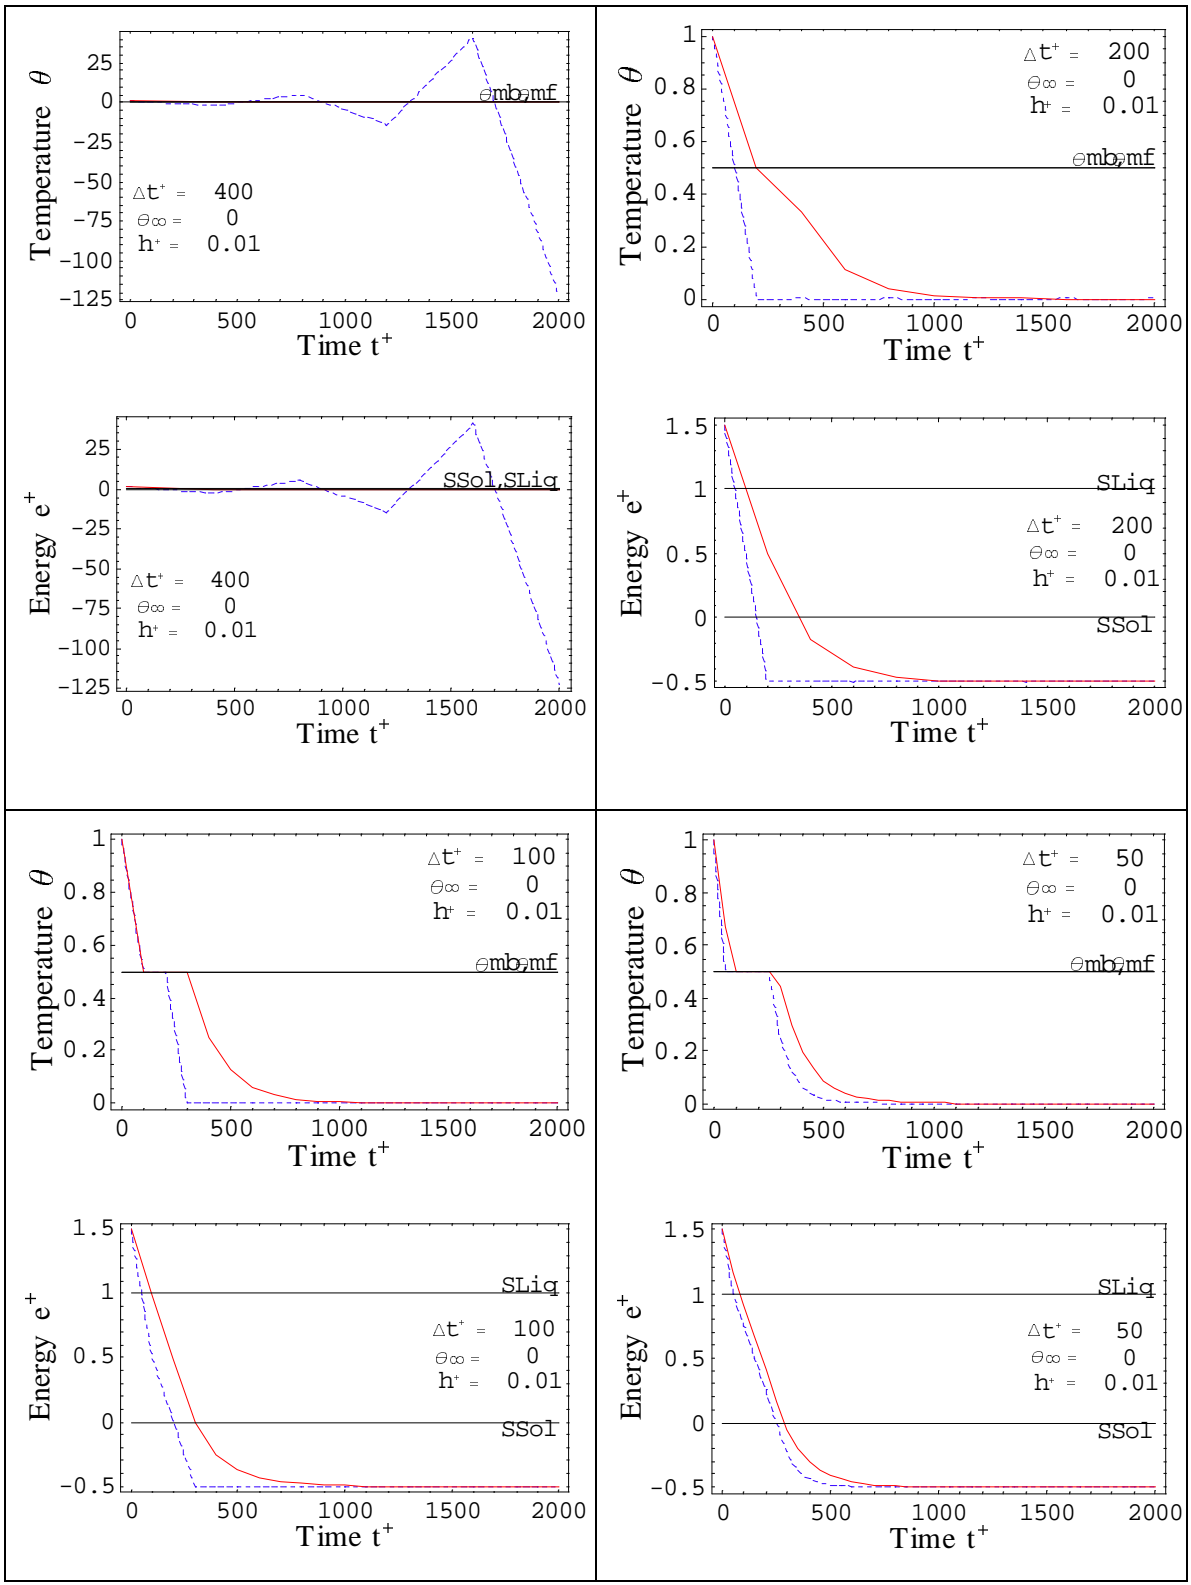 Temperature θ
25
0
-25
-50
-75
-100
-125
θmb,θmf
Δt⁺ = 400
θ∞ = 0
h⁺ = 0.01
0 500 1000 1500 2000
Time t⁺
Energy e⁺
25
0
-25
-50
-75
-100
-125
SSol,SLiq
Δt⁺ = 400
θ∞ = 0
h⁺ = 0.01
0 500 1000 1500 2000
Time t⁺
Temperature θ
1
0.8
0.6
0.4
0.2
0
Δt⁺ = 200
θ∞ = 0
h⁺ = 0.01
θmb,θmf
0 500 1000 1500 2000
Time t⁺
Energy e⁺
1.5
1
0.5
0
-0.5
SLiq
Δt⁺ = 200
θ∞ = 0
h⁺ = 0.01
SSol
0 500 1000 1500 2000
Time t⁺
Temperature θ
1
0.8
0.6
0.4
0.2
0
Δt⁺ = 100
θ∞ = 0
h⁺ = 0.01
θmb,θmf
0 500 1000 1500 2000
Time t⁺
Energy e⁺
1.5
1
0.5
0
-0.5
SLiq
Δt⁺ = 100
θ∞ = 0
h⁺ = 0.01
SSol
0 500 1000 1500 2000
Time t⁺
Temperature θ
1
0.8
0.6
0.4
0.2
0
Δt⁺ = 50
θ∞ = 0
h⁺ = 0.01
θmb,θmf
0 500 1000 1500 2000
Time t⁺
Energy e⁺
1.5
1
0.5
0
-0.5
SLiq
Δt⁺ = 50
θ∞ = 0
h⁺ = 0.01
SSol
0 500 1000 1500 2000
Time t⁺